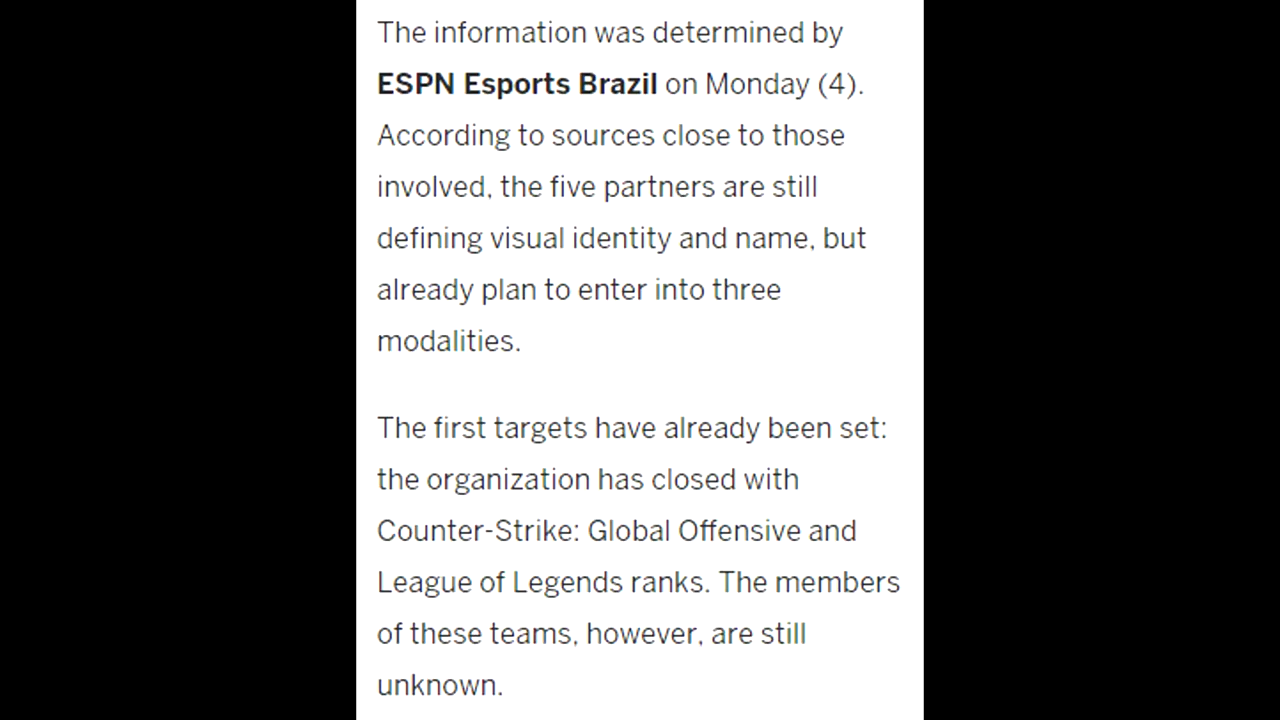 The information was determined by
ESPN Esports Brazil on Monday (4).
According to sources close to those
involved, the five partners are still
defining visual identity and name, but
already plan to enter into three
modalities.
The first targets have already been set:
the organization has closed with
Counter-Strike: Global Offensive and
League of Legends ranks. The members
of these teams, however, are still
unknown.